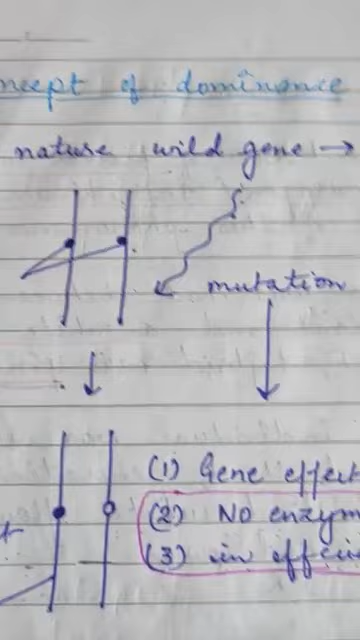 ncept of dominance
nature wild gene →
mutation
(1) Gene effect
(2) NO enzym
(3) in effici